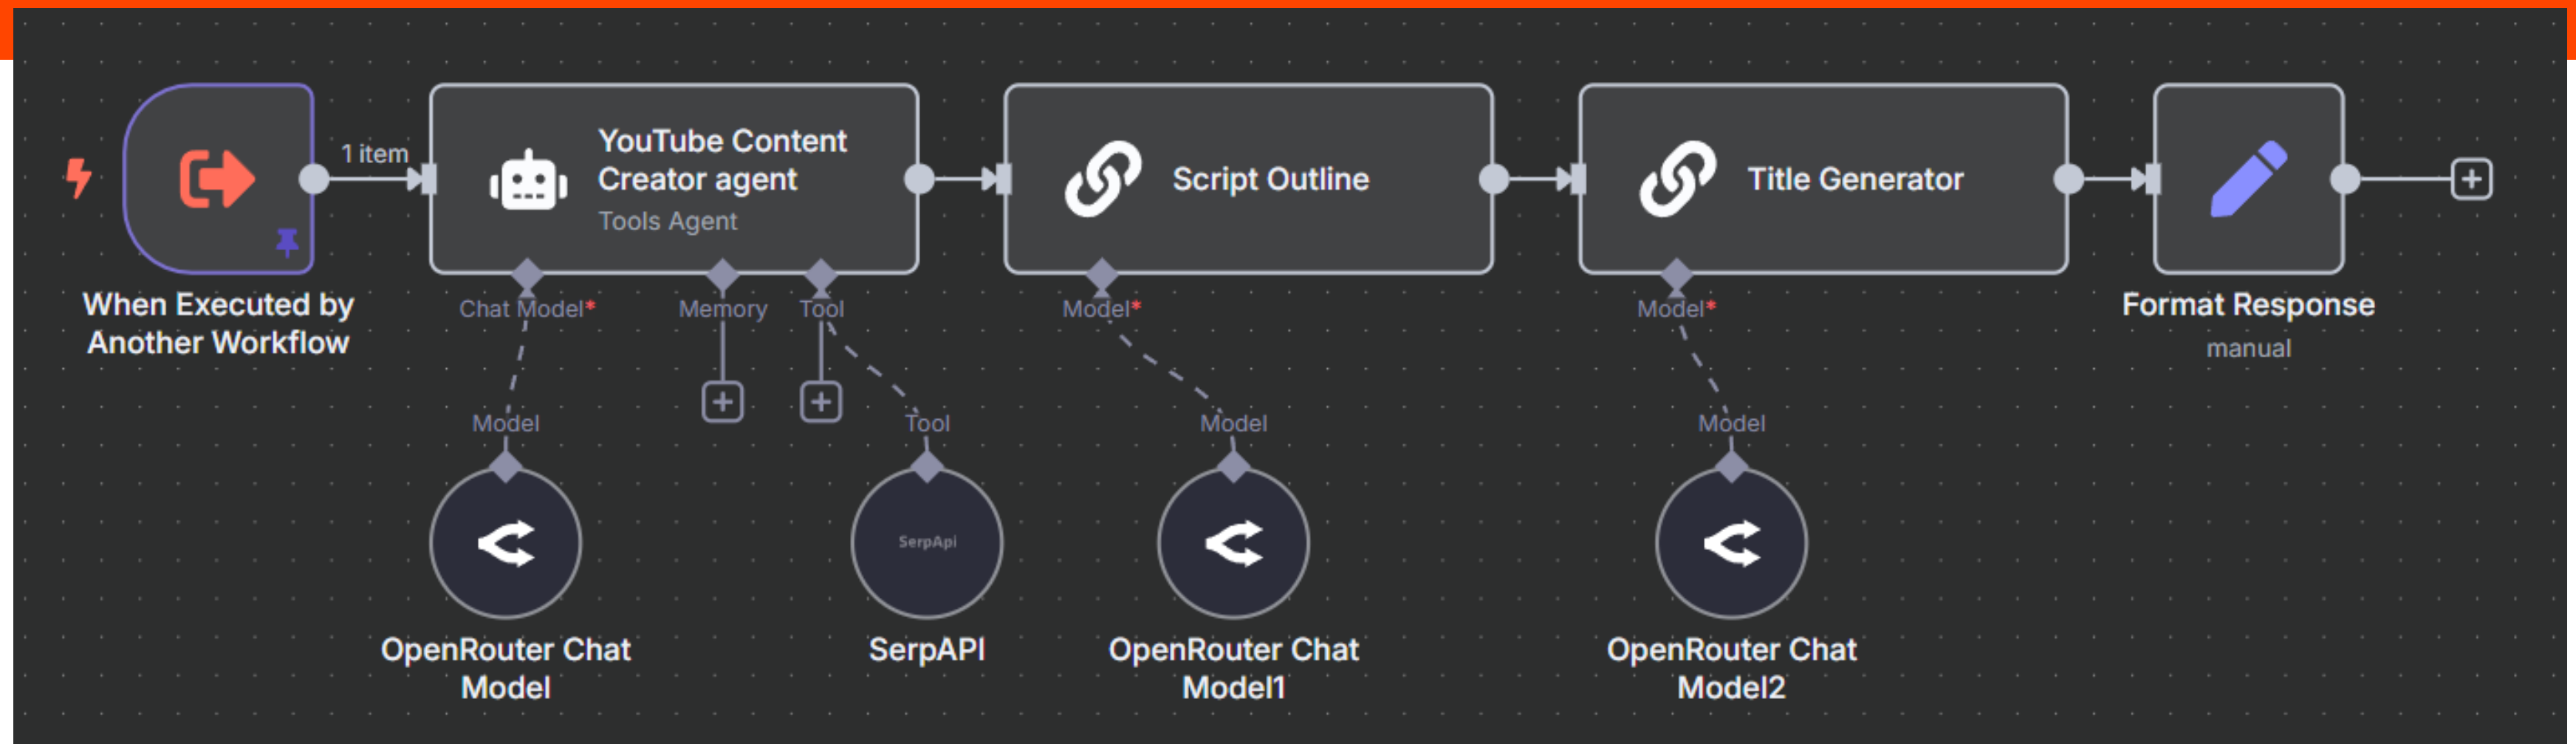 1 item
YouTube Content
Creator agent
Tools Agent
Script Outline
Title Generator
When Executed by
Another Workflow
Chat Model*
Memory
Tool
Model*
Model*
Format Response
manual
Model
Tool
Model
Model
SerpApi
OpenRouter Chat
Model
SerpAPI
OpenRouter Chat
Model1
OpenRouter Chat
Model2